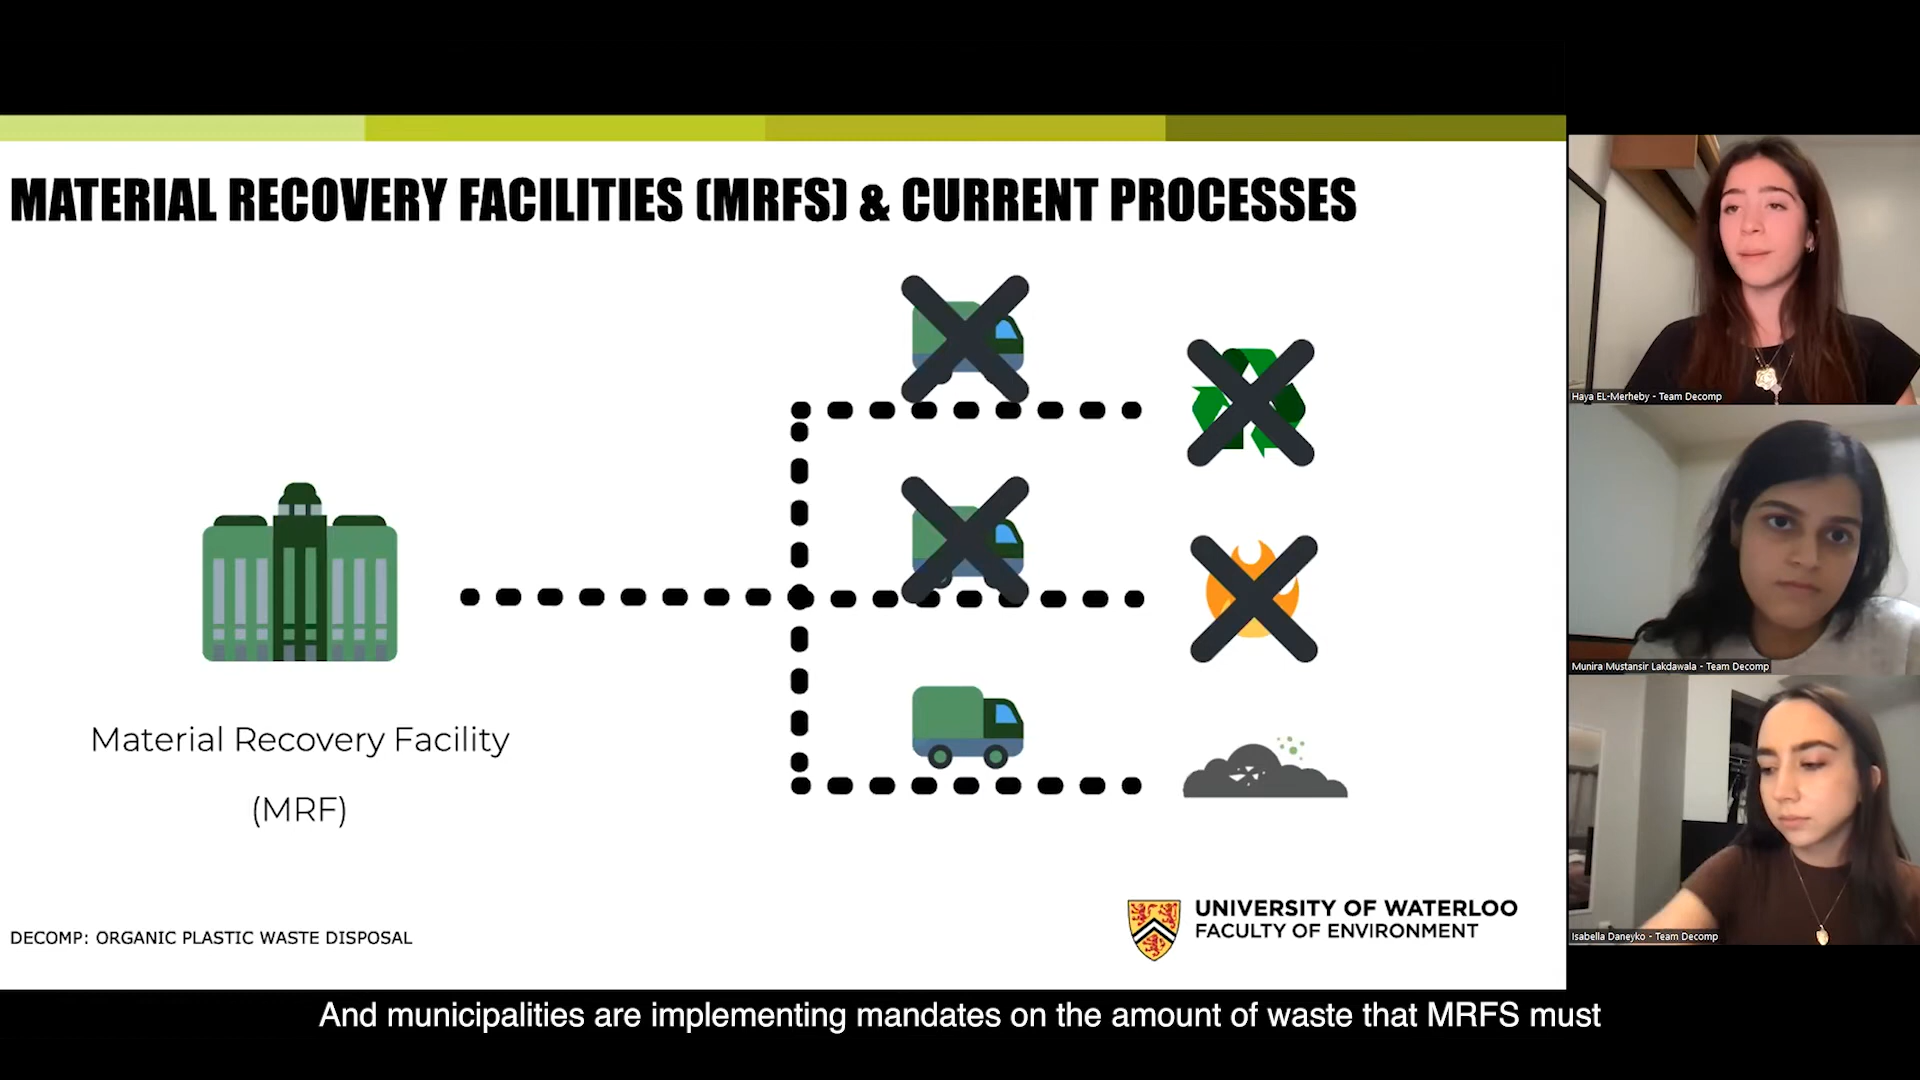 MATERIAL RECOVERY FACILITIES (MRFS) & CURRENT PROCESSES
Material Recovery Facility
(MRF)
DECOMP: ORGANIC PLASTIC WASTE DISPOSAL
UNIVERSITY OF WATERLOO
FACULTY OF ENVIRONMENT
Haya EL-Merheby - Team Decomp
Munira Mustansir Lakdawala - Team Decomp
Isabella Daneyko - Team Decomp
And municipalities are implementing mandates on the amount of waste that MRFS must